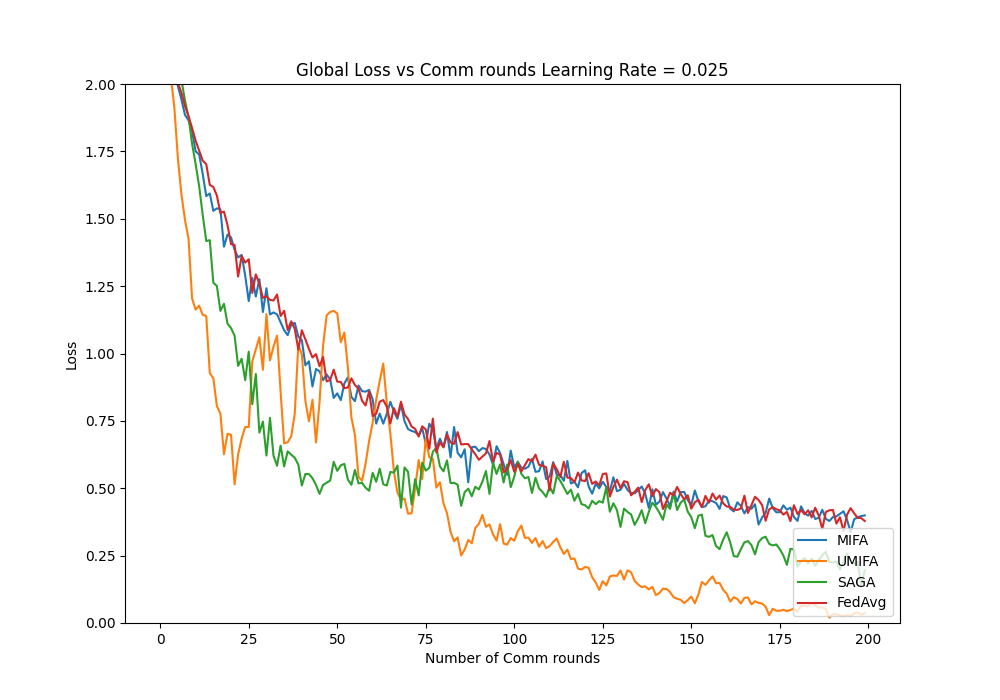 Global Loss vs Comm rounds Learning Rate = 0.025
2.00
1.75
1.50
1.25
1.00
0.75
0.50
0.25
0.00
Loss
0 25 50 75 100 125 150 175 200
Number of Comm rounds
MIFA
UMIFA
SAGA
FedAvg